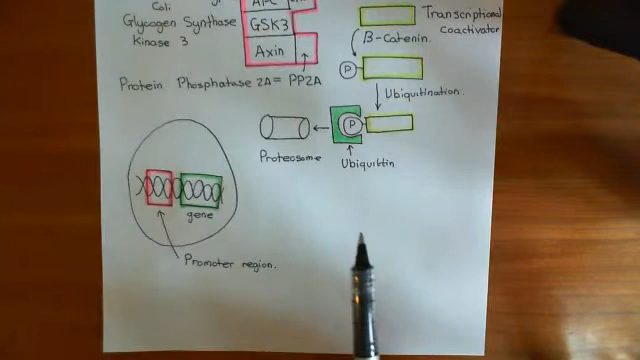 Coli
Glycogen Synthase
Kinase 3
APC
GSK3
Axin
Protein Phosphatase 2A = PP2A
Transcriptional
coactivator
β-Catenin.
P
Ubiquitination.
P
Proteosome
Ubiquitin
gene
Promoter region.